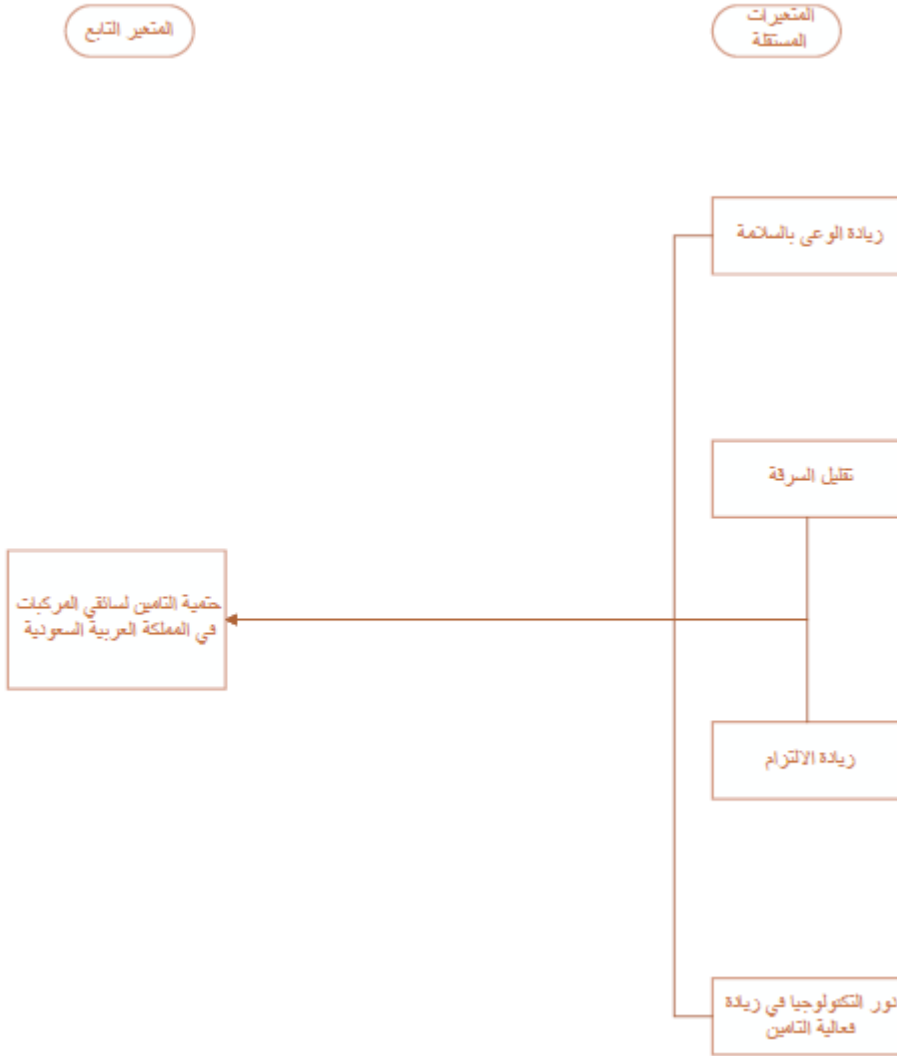 المتغيرات
المستقلة
المتغير التابع
زيادة الوعي بالسلامة
تقليل السرقة
حتمية التامين لسائقي المركبات
في المملكة العربية السعودية
زيادة الالتزام
دور التكنولوجيا في زيادة
فعالية التامين